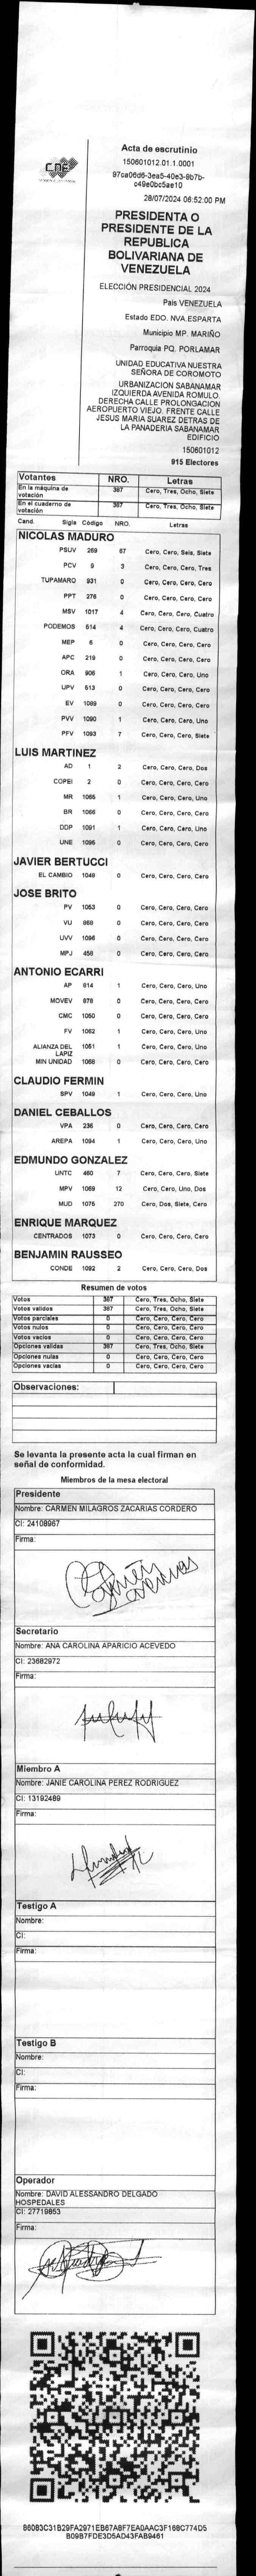 CNE
Acta de escrutinio
150601012.01.1.0001
97ca06d6-3ea5-40e3-9b7b-
c49e0bc5ae10
28/07/2024 06:52:00 PM
PRESIDENTA O
PRESIDENTE DE LA
REPUBLICA
BOLIVARIANA DE
VENEZUELA
ELECCIÓN PRESIDENCIAL 2024
País VENEZUELA
Estado EDO. NVA.ESPARTA
Municipio MP. MARIÑO
Parroquia PQ. PORLAMAR
UNIDAD EDUCATIVA NUESTRA
SEÑORA DE COROMOTO
URBANIZACION SABANAMAR
IZQUIERDA AVENIDA ROMULO.
DERECHA CALLE PROLONGACION
AEROPUERTO VIEJO. FRENTE CALLE
JESUS MARIA SUAREZ DETRAS DE
LA PANADERIA SABANAMAR
EDIFICIO
150601012
915 Electores
Votantes NRO. Letras
En la máquina de votación 387 Cero, Tres, Ocho, Siete
En el cuaderno de votación 387 Cero, Tres, Ocho, Siete
Cand. Sigla Código NRO. Letras
NICOLAS MADURO
PSUV 269 67 Cero, Cero, Seis, Siete
PCV 9 3 Cero, Cero, Cero, Tres
TUPAMARO 931 0 Cero, Cero, Cero, Cero
PPT 276 0 Cero, Cero, Cero, Cero
MSV 1017 4 Cero, Cero, Cero, Cuatro
PODEMOS 514 4 Cero, Cero, Cero, Cuatro
MEP 6 0 Cero, Cero, Cero, Cero
APC 219 0 Cero, Cero, Cero, Cero
ORA 906 1 Cero, Cero, Cero, Uno
UPV 513 0 Cero, Cero, Cero, Cero
EV 1089 0 Cero, Cero, Cero, Cero
PVV 1090 1 Cero, Cero, Cero, Uno
PFV 1093 7 Cero, Cero, Cero, Siete
LUIS MARTINEZ
AD 1 2 Cero, Cero, Cero, Dos
COPEI 2 0 Cero, Cero, Cero, Cero
MR 1065 1 Cero, Cero, Cero, Uno
BR 1066 0 Cero, Cero, Cero, Cero
DDP 1091 1 Cero, Cero, Cero, Uno
UNE 1095 0 Cero, Cero, Cero, Cero
JAVIER BERTUCCI
EL CAMBIO 1048 0 Cero, Cero, Cero, Cero
JOSE BRITO
PV 1053 0 Cero, Cero, Cero, Cero
VU 868 0 Cero, Cero, Cero, Cero
UVV 1096 0 Cero, Cero, Cero, Cero
MPJ 458 0 Cero, Cero, Cero, Cero
ANTONIO ECARRI
AP 814 1 Cero, Cero, Cero, Uno
MOVEV 878 0 Cero, Cero, Cero, Cero
CMC 1050 0 Cero, Cero, Cero, Cero
FV 1062 1 Cero, Cero, Cero, Uno
ALIANZA DEL LAPIZ 1051 1 Cero, Cero, Cero, Uno
MIN UNIDAD 1058 0 Cero, Cero, Cero, Cero
CLAUDIO FERMIN
SPV 1049 1 Cero, Cero, Cero, Uno
DANIEL CEBALLOS
VPA 236 0 Cero, Cero, Cero, Cero
AREPA 1094 1 Cero, Cero, Cero, Uno
EDMUNDO GONZALEZ
UNTC 460 7 Cero, Cero, Cero, Siete
MPV 1069 12 Cero, Cero, Uno, Dos
MUD 1075 270 Cero, Dos, Siete, Cero
ENRIQUE MARQUEZ
CENTRADOS 1073 0 Cero, Cero, Cero, Cero
BENJAMIN RAUSSEO
CONDE 1092 2 Cero, Cero, Cero, Dos
Resumen de votos
Votos 387 Cero, Tres, Ocho, Siete
Votos validos 387 Cero, Tres, Ocho, Siete
Votos parciales 0 Cero, Cero, Cero, Cero
Votos nulos 0 Cero, Cero, Cero, Cero
Votos vacios 0 Cero, Cero, Cero, Cero
Opciones validas 387 Cero, Tres, Ocho, Siete
Opciones nulas 0 Cero, Cero, Cero, Cero
Opciones vacias 0 Cero, Cero, Cero, Cero
Observaciones:
Se levanta la presente acta la cual firman en
señal de conformidad.
Miembros de la mesa electoral
Presidente
Nombre: CARMEN MILAGROS ZACARIAS CORDERO
CI: 24108967
Firma:
Secretario
Nombre: ANA CAROLINA APARICIO ACEVEDO
CI: 23682972
Firma:
Miembro A
Nombre: JANIE CAROLINA PEREZ RODRIGUEZ
CI: 13192489
Firma:
Testigo A
Nombre:
CI:
Firma:
Testigo B
Nombre:
CI:
Firma:
Operador
Nombre: DAVID ALESSANDRO DELGADO
HOSPEDALES
CI: 27719853
Firma:
86083C31B29FA2971EB67A8F7EA0AAC3F168C774D5
B09B7FDE3D5AD43FAB9461